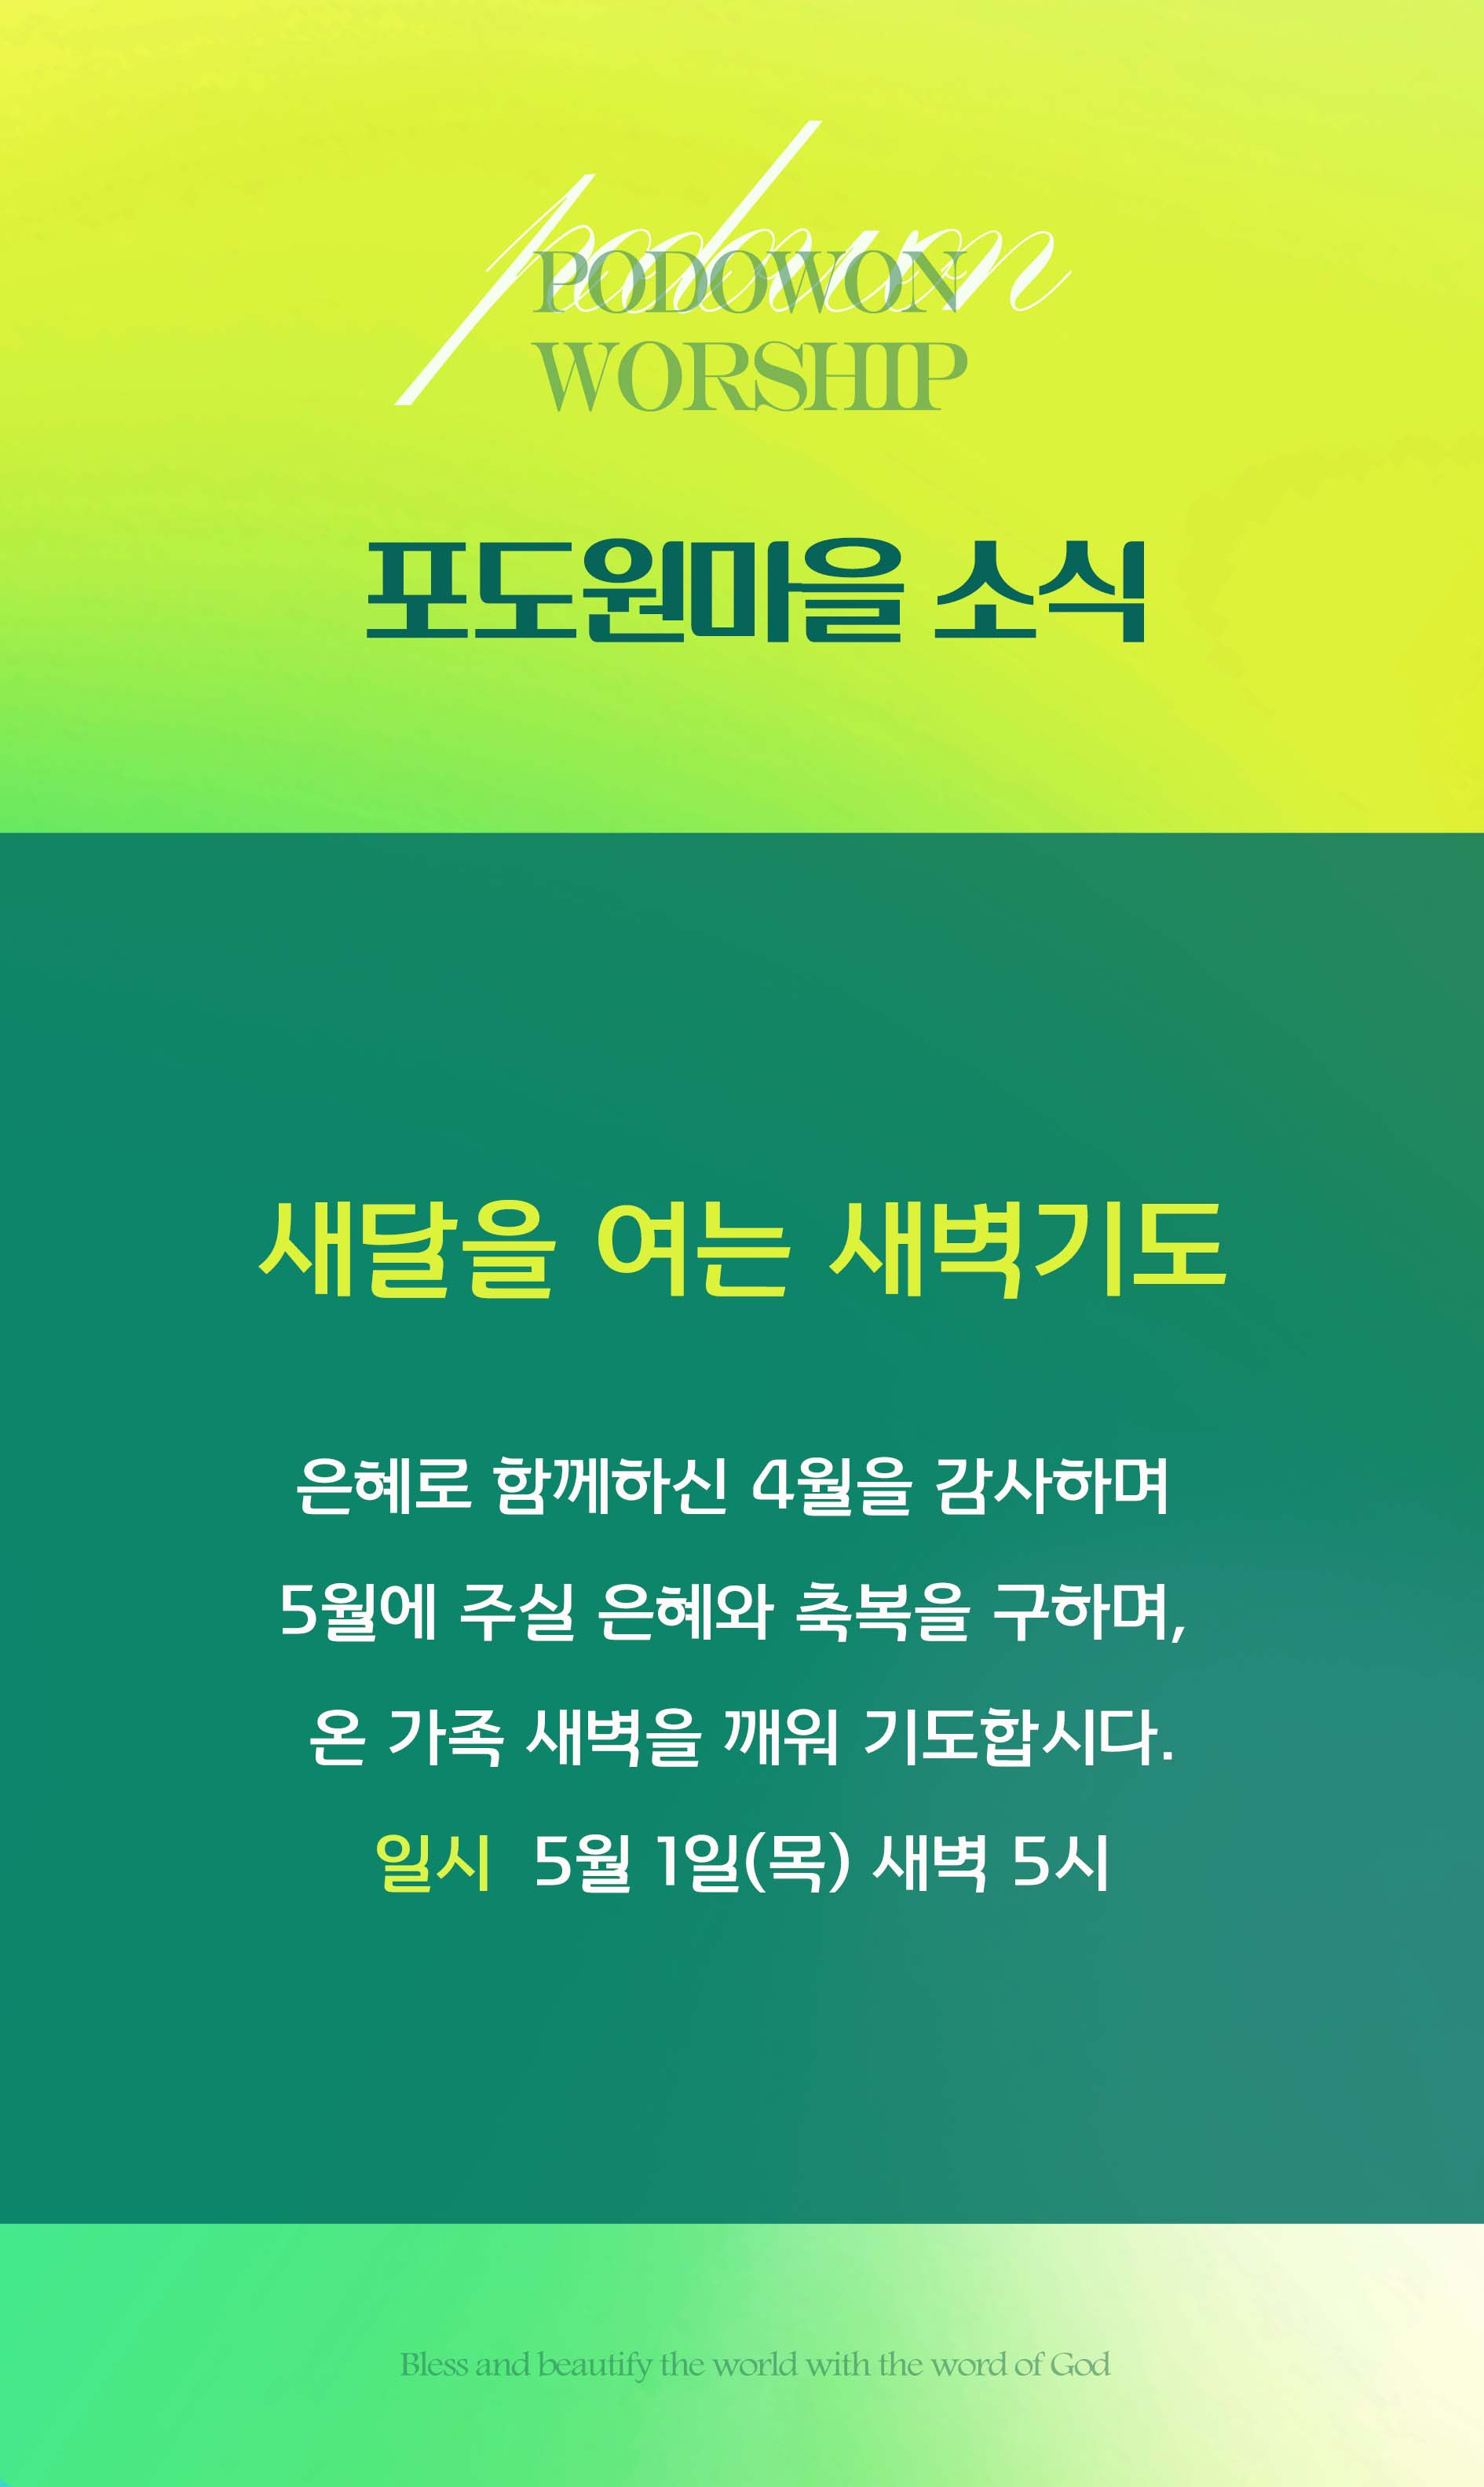 podowon
PODOWON
WORSHIP
포도원마을 소식
새달을 여는 새벽기도
은혜로 함께하신 4월을 감사하며
5월에 주실 은혜와 축복을 구하며,
온 가족 새벽을 깨워 기도합시다.
일시 5월 1일(목) 새벽 5시
Bless and beautify the world with the word of God